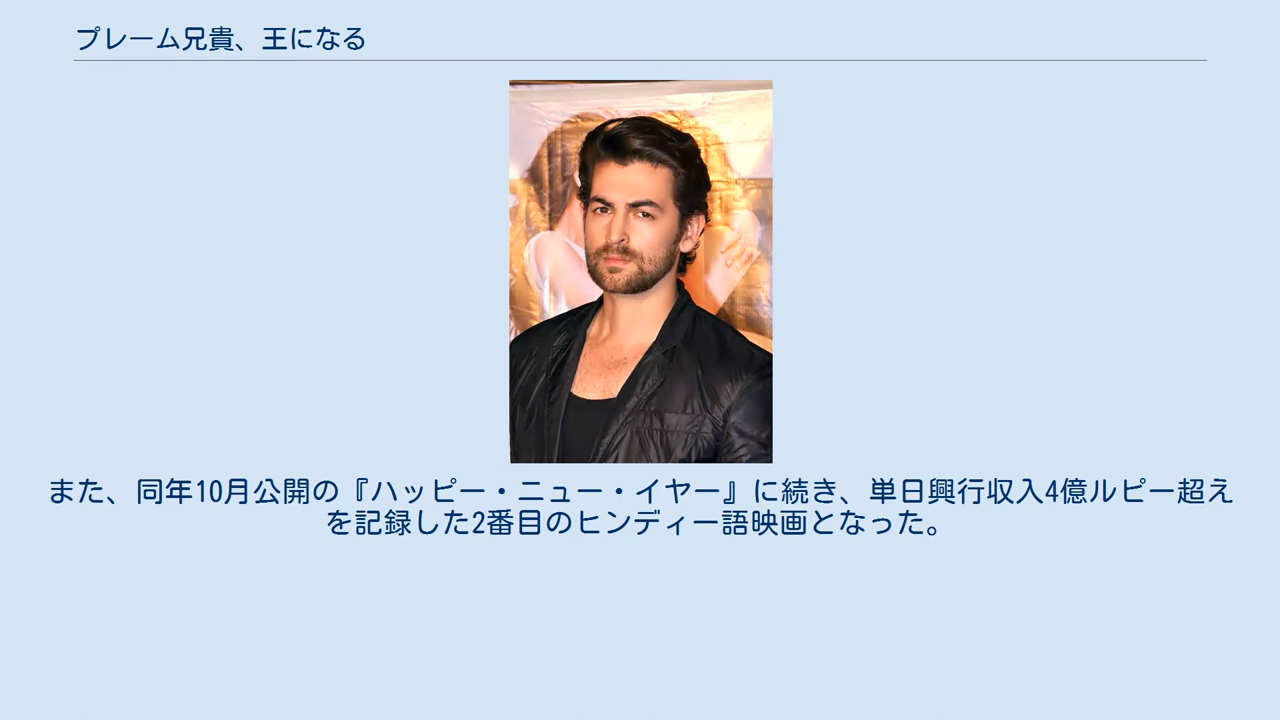 プレーム兄貴、王になる
また、同年10月公開の『ハッピー・ニュー・イヤー』に続き、単日興行収入4億ルピー超え
を記録した2番目のヒンディー語映画となった。